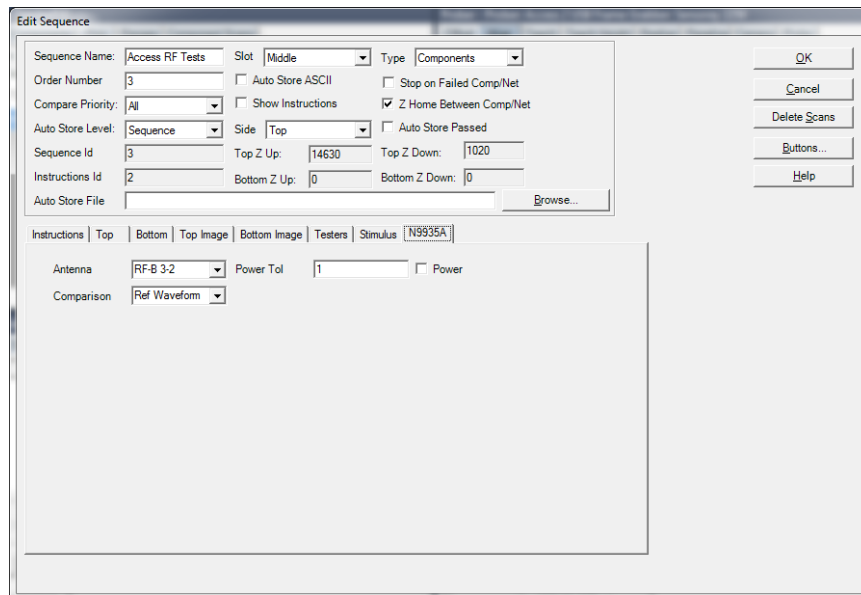 Edit Sequence
Sequence Name: Access RF Tests Slot Middle Type Components OK
Order Number 3 Auto Store ASCII Stop on Failed Comp/Net Cancel
Compare Priority: All Show Instructions Z Home Between Comp/Net Delete Scans
Auto Store Level: Sequence Side Top Auto Store Passed
Sequence Id 3 Top Z Up: 14630 Top Z Down: 1020 Buttons...
Instructions Id 2 Bottom Z Up: 0 Bottom Z Down: 0 Help
Auto Store File Browse...
Instructions Top Bottom Top Image Bottom Image Testers Stimulus N9935A
Antenna RF-B 3-2 Power Tol 1 Power
Comparison Ref Waveform